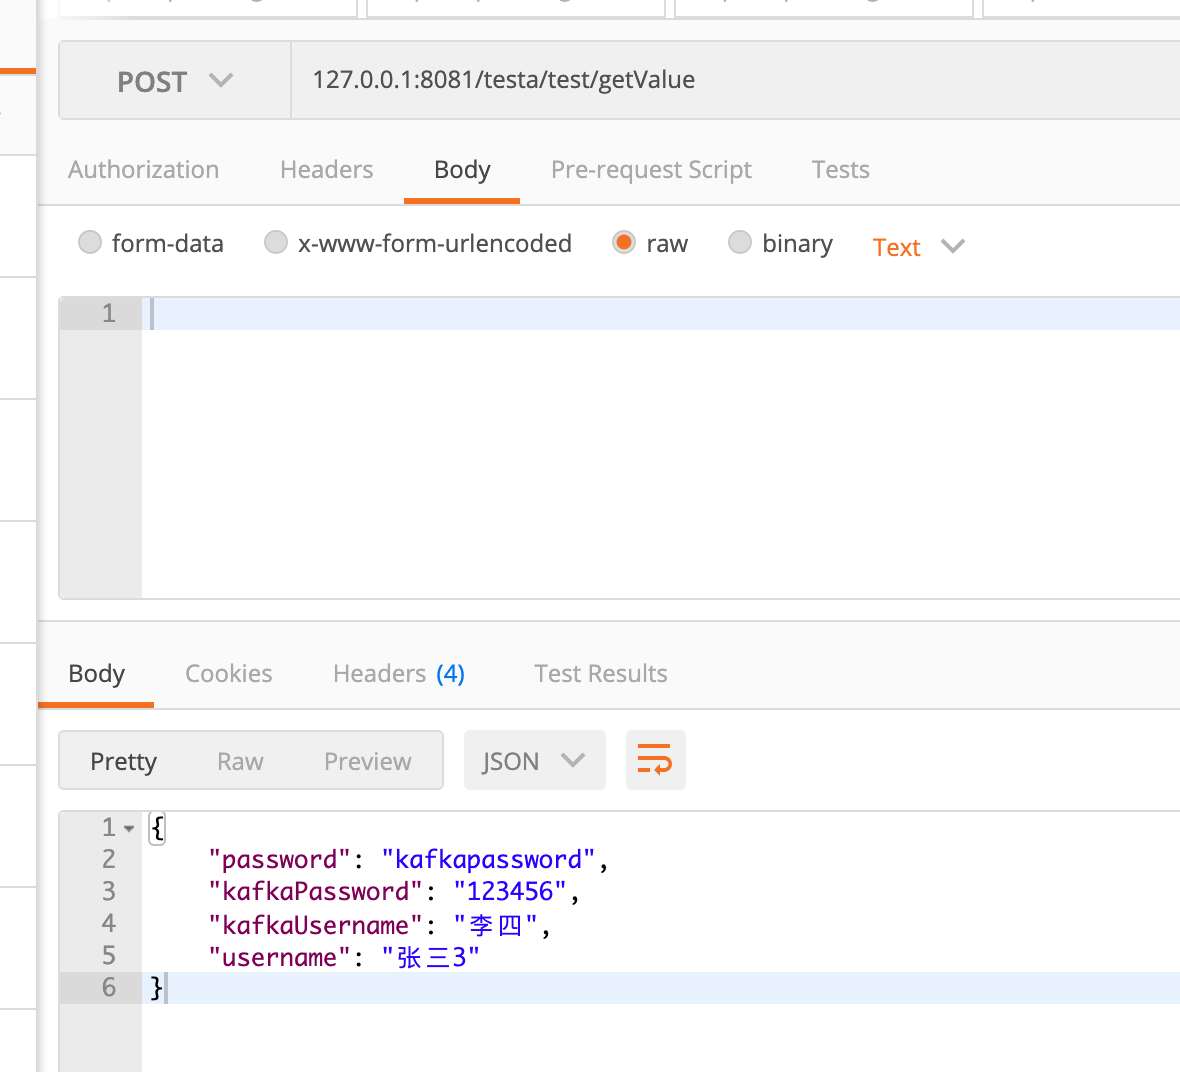 POST 127.0.0.1:8081/testa/test/getValue
Authorization Headers Body Pre-request Script Tests
form-data x-www-form-urlencoded raw binary Text
1
Body Cookies Headers (4) Test Results
Pretty Raw Preview JSON
1 {
2 "password": "kafkapassword",
3 "kafkaPassword": "123456",
4 "kafkaUsername": "李四",
5 "username": "张三3"
6 }